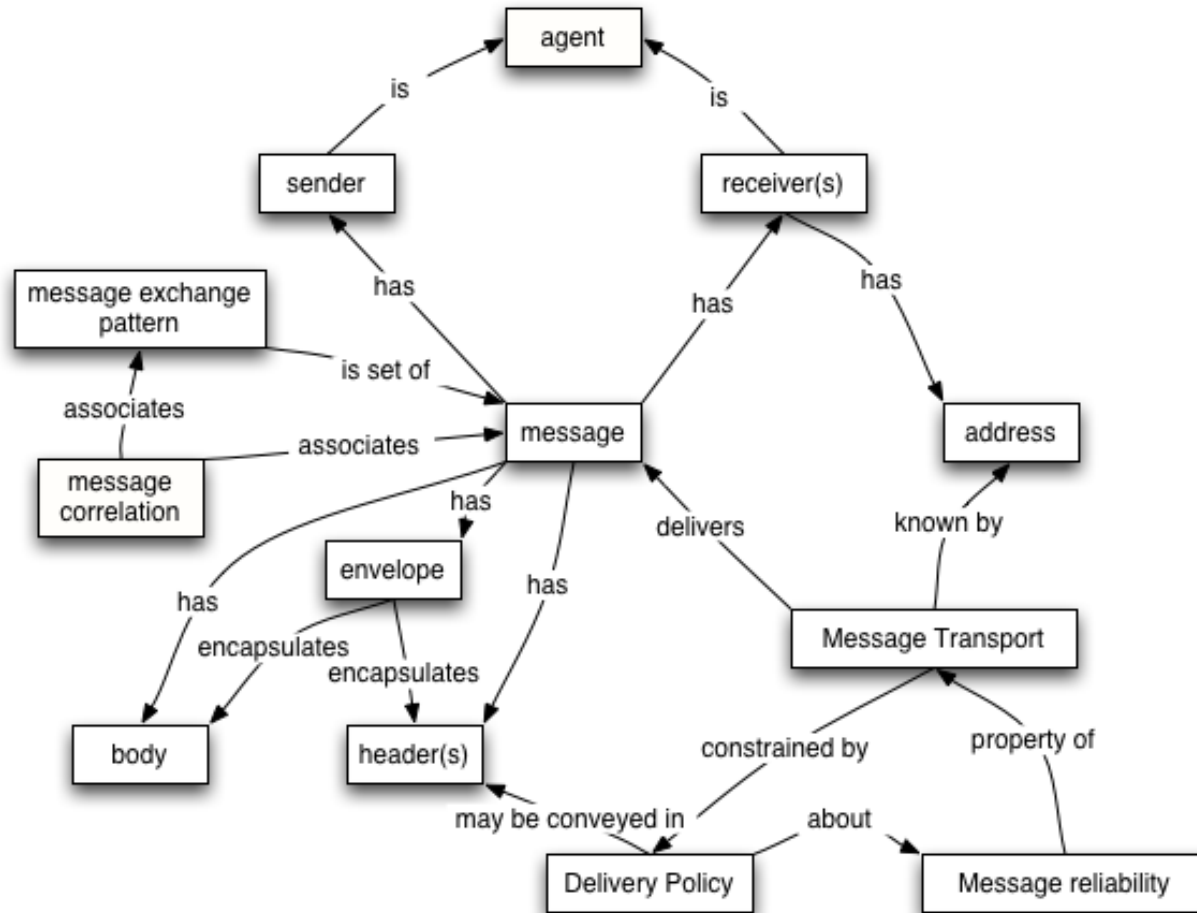 agent
is
is
sender
receiver(s)
has
has
has
message exchange
pattern
is set of
associates
associates
message
address
message
correlation
has
delivers
known by
envelope
has
has
encapsulates
encapsulates
Message Transport
body
header(s)
constrained by
property of
may be conveyed in
about
Delivery Policy
Message reliability